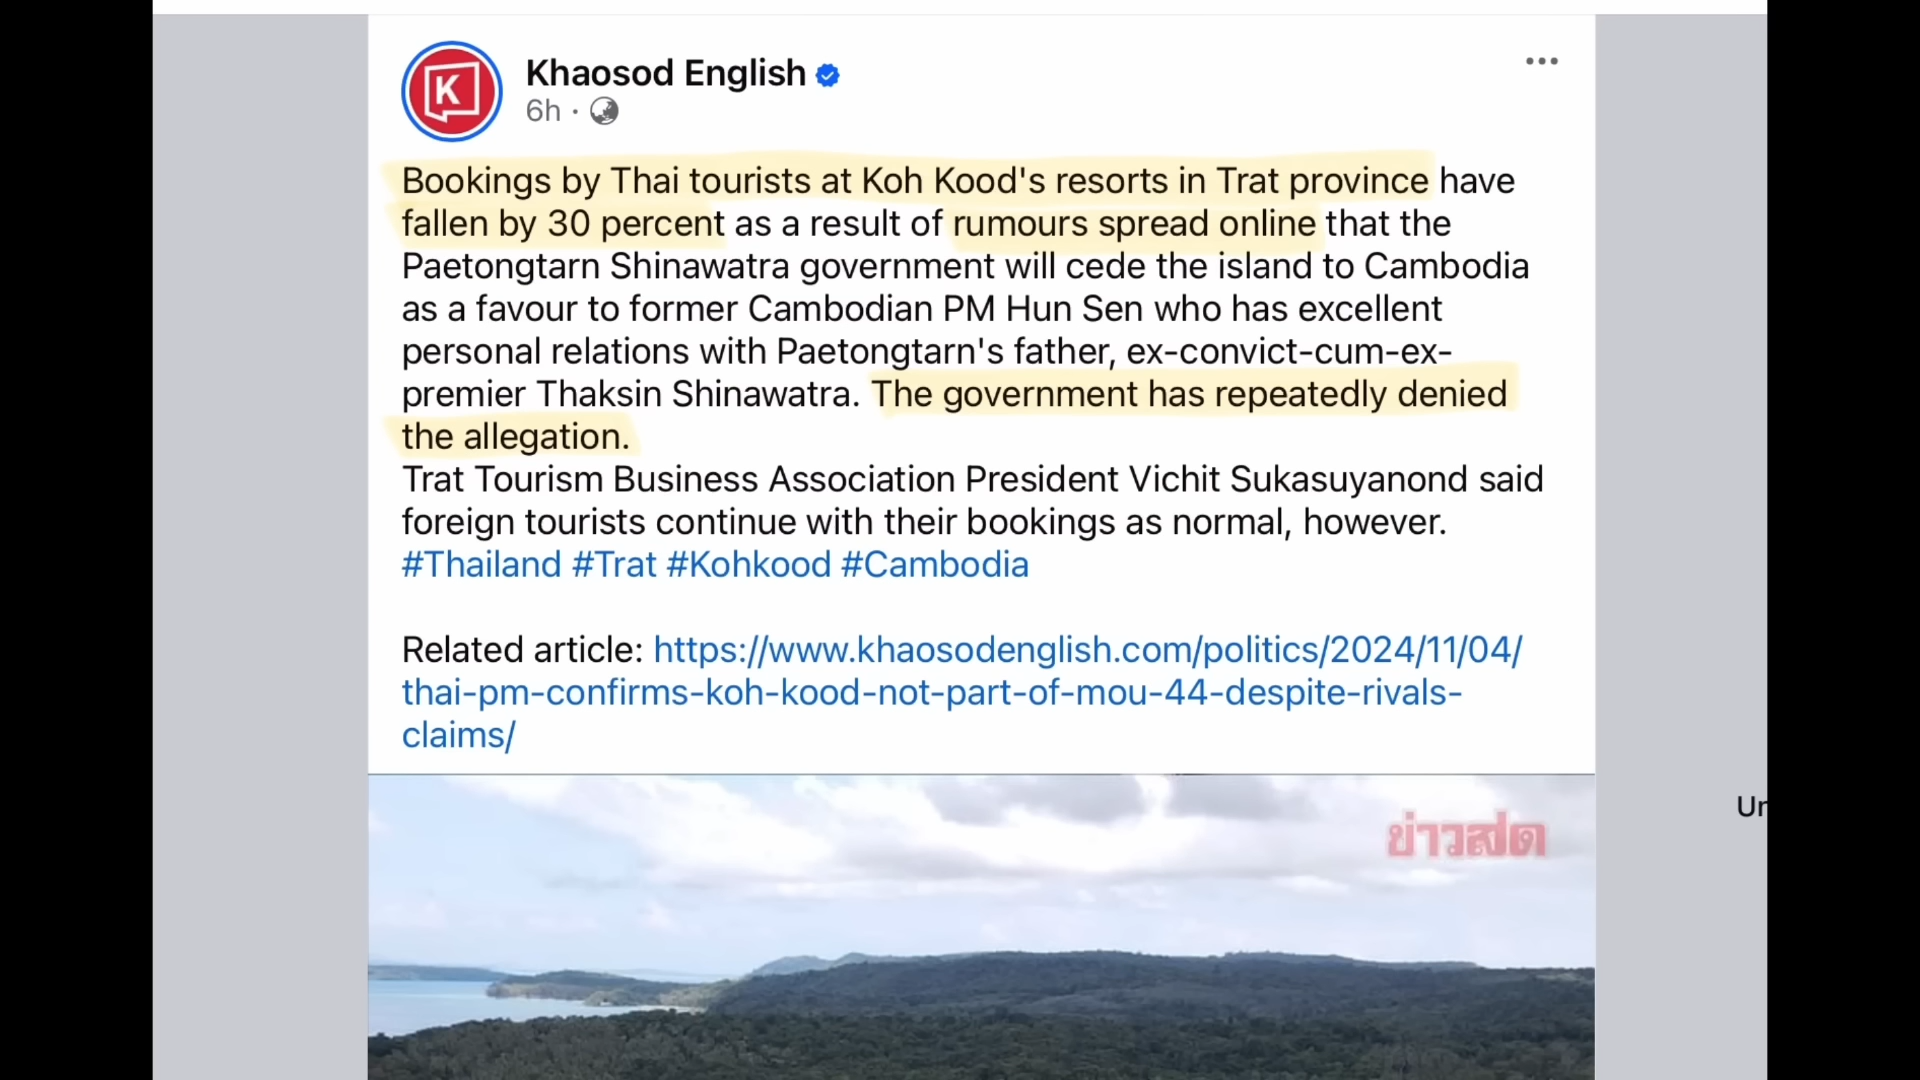 Khaosod English
6h ·
Bookings by Thai tourists at Koh Kood's resorts in Trat province have
fallen by 30 percent as a result of rumours spread online that the
Paetongtarn Shinawatra government will cede the island to Cambodia
as a favour to former Cambodian PM Hun Sen who has excellent
personal relations with Paetongtarn's father, ex-convict-cum-ex-
premier Thaksin Shinawatra. The government has repeatedly denied
the allegation.
Trat Tourism Business Association President Vichit Sukasuyanond said
foreign tourists continue with their bookings as normal, however.
#Thailand #Trat #Kohkood #Cambodia
Related article: https://www.khaosodenglish.com/politics/2024/11/04/
thai-pm-confirms-koh-kood-not-part-of-mou-44-despite-rivals-
claims/
ข่าวสด